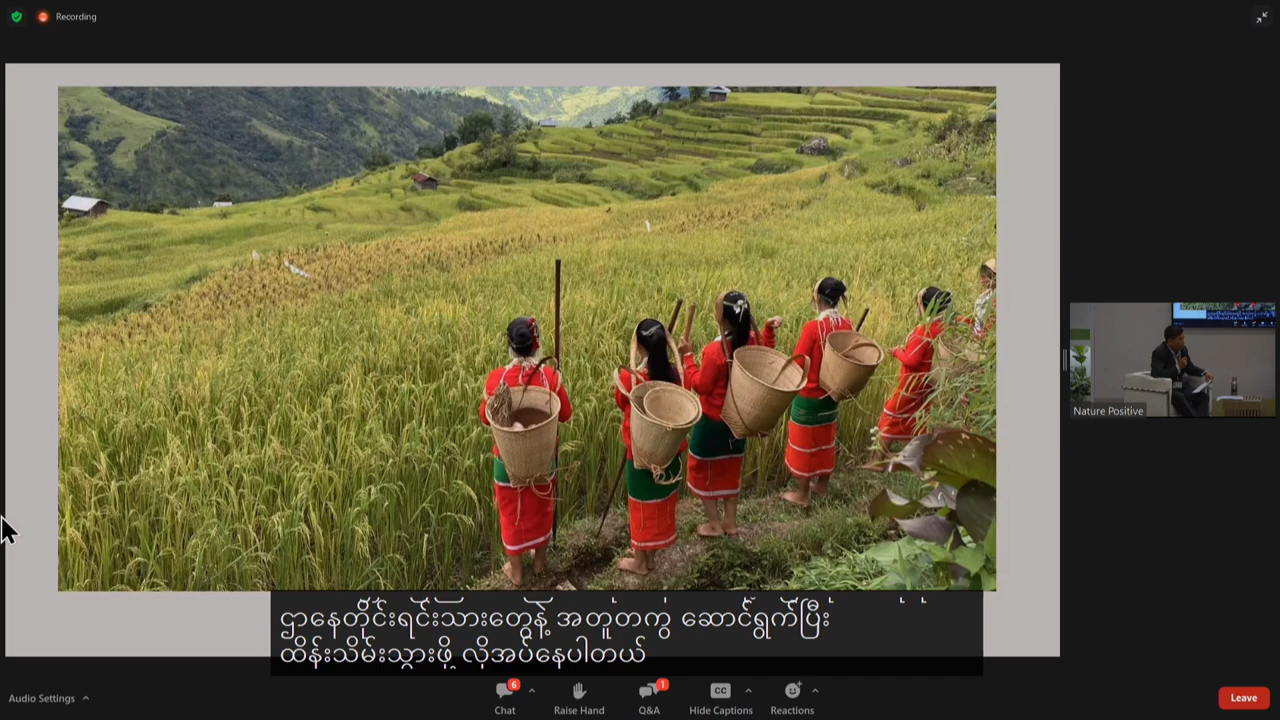 Recording
Nature Positive
ဌာနေတိုင်းရင်းသားတွေနဲ့ အတူတကွ ဆောင်ရွက်ပြီး
ထိန်းသိမ်းသွားဖို့ လိုအပ်နေပါတယ်
Audio Settings
6
Chat
Raise Hand
1
Q&A
CC
Hide Captions
Reactions
Leave